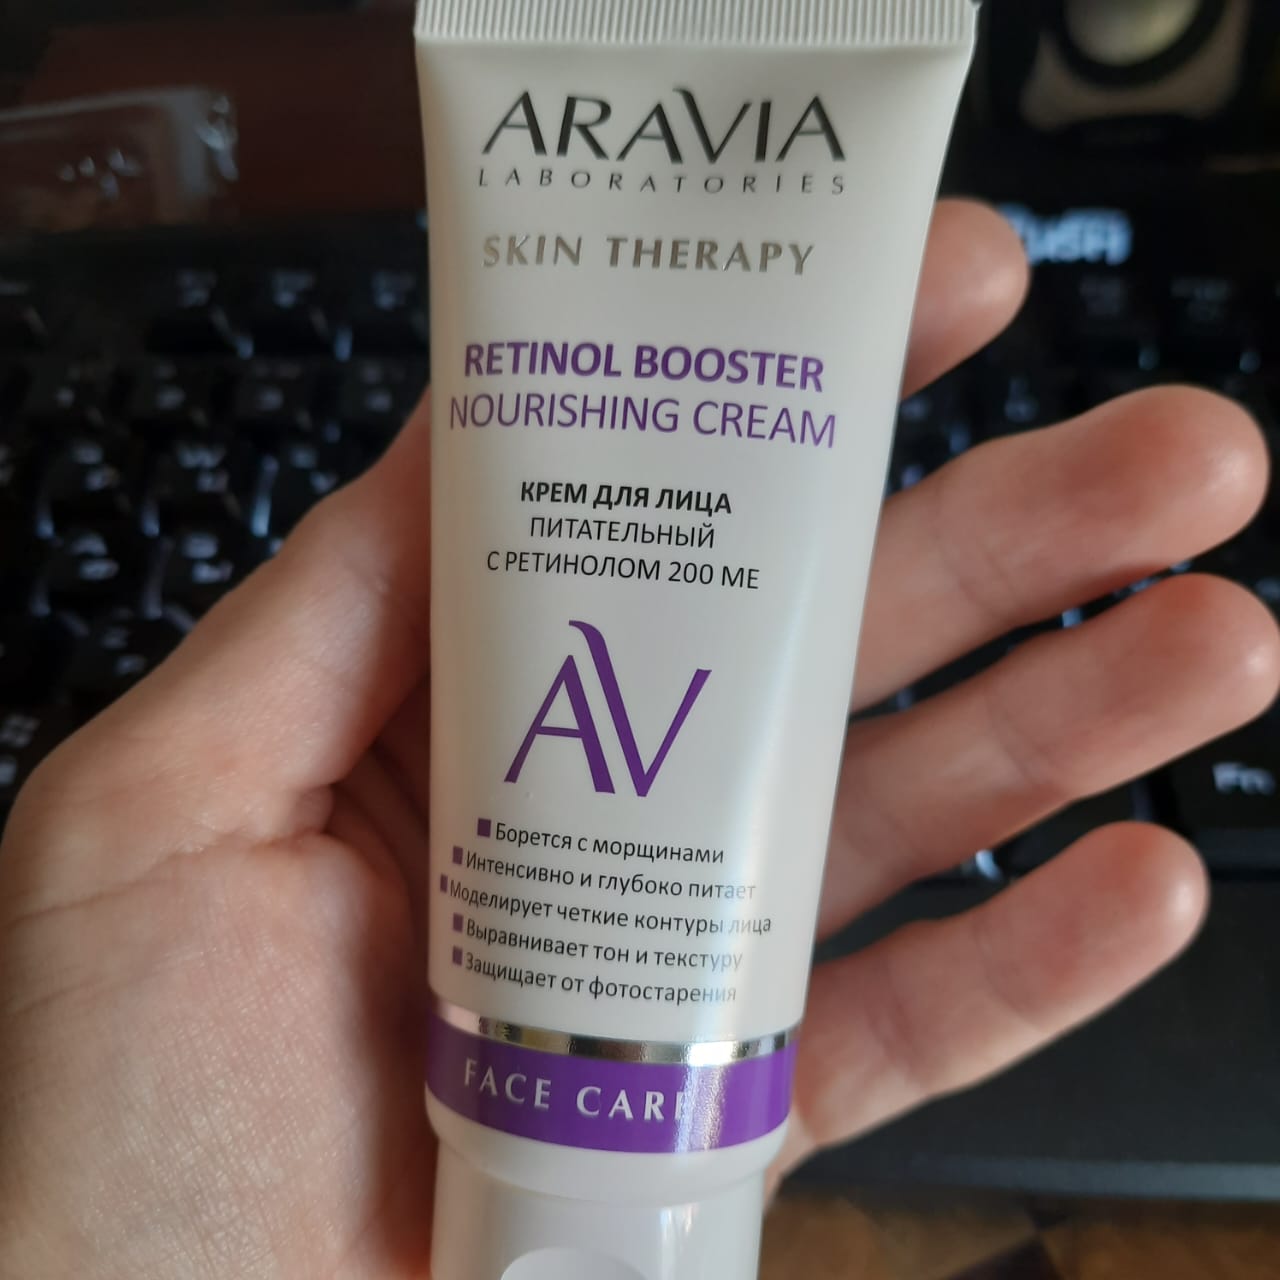 ARAVIA
LABORATORIES
SKIN THERAPY
RETINOL BOOSTER
NOURISHING CREAM
КРЕМ ДЛЯ ЛИЦА
ПИТАТЕЛЬНЫЙ
С РЕТИНОЛОМ 200 МЕ
AV
Борется с морщинами
Интенсивно и глубоко питает
Моделирует четкие контуры лица
Выравнивает тон и текстуру
Защищает от фотостарения
FACE CARE
Fn